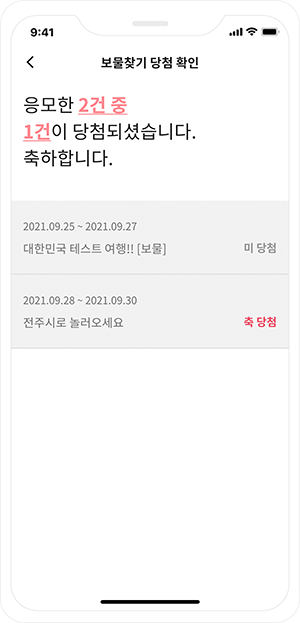 9:41
보물찾기 당첨 확인
응모한 2건 중
1건이 당첨되셨습니다.
축하합니다.
2021.09.25 ~ 2021.09.27
대한민국 테스트 여행!! [보물] 미 당첨
2021.09.28 ~ 2021.09.30
전주시로 놀러오세요 축 당첨